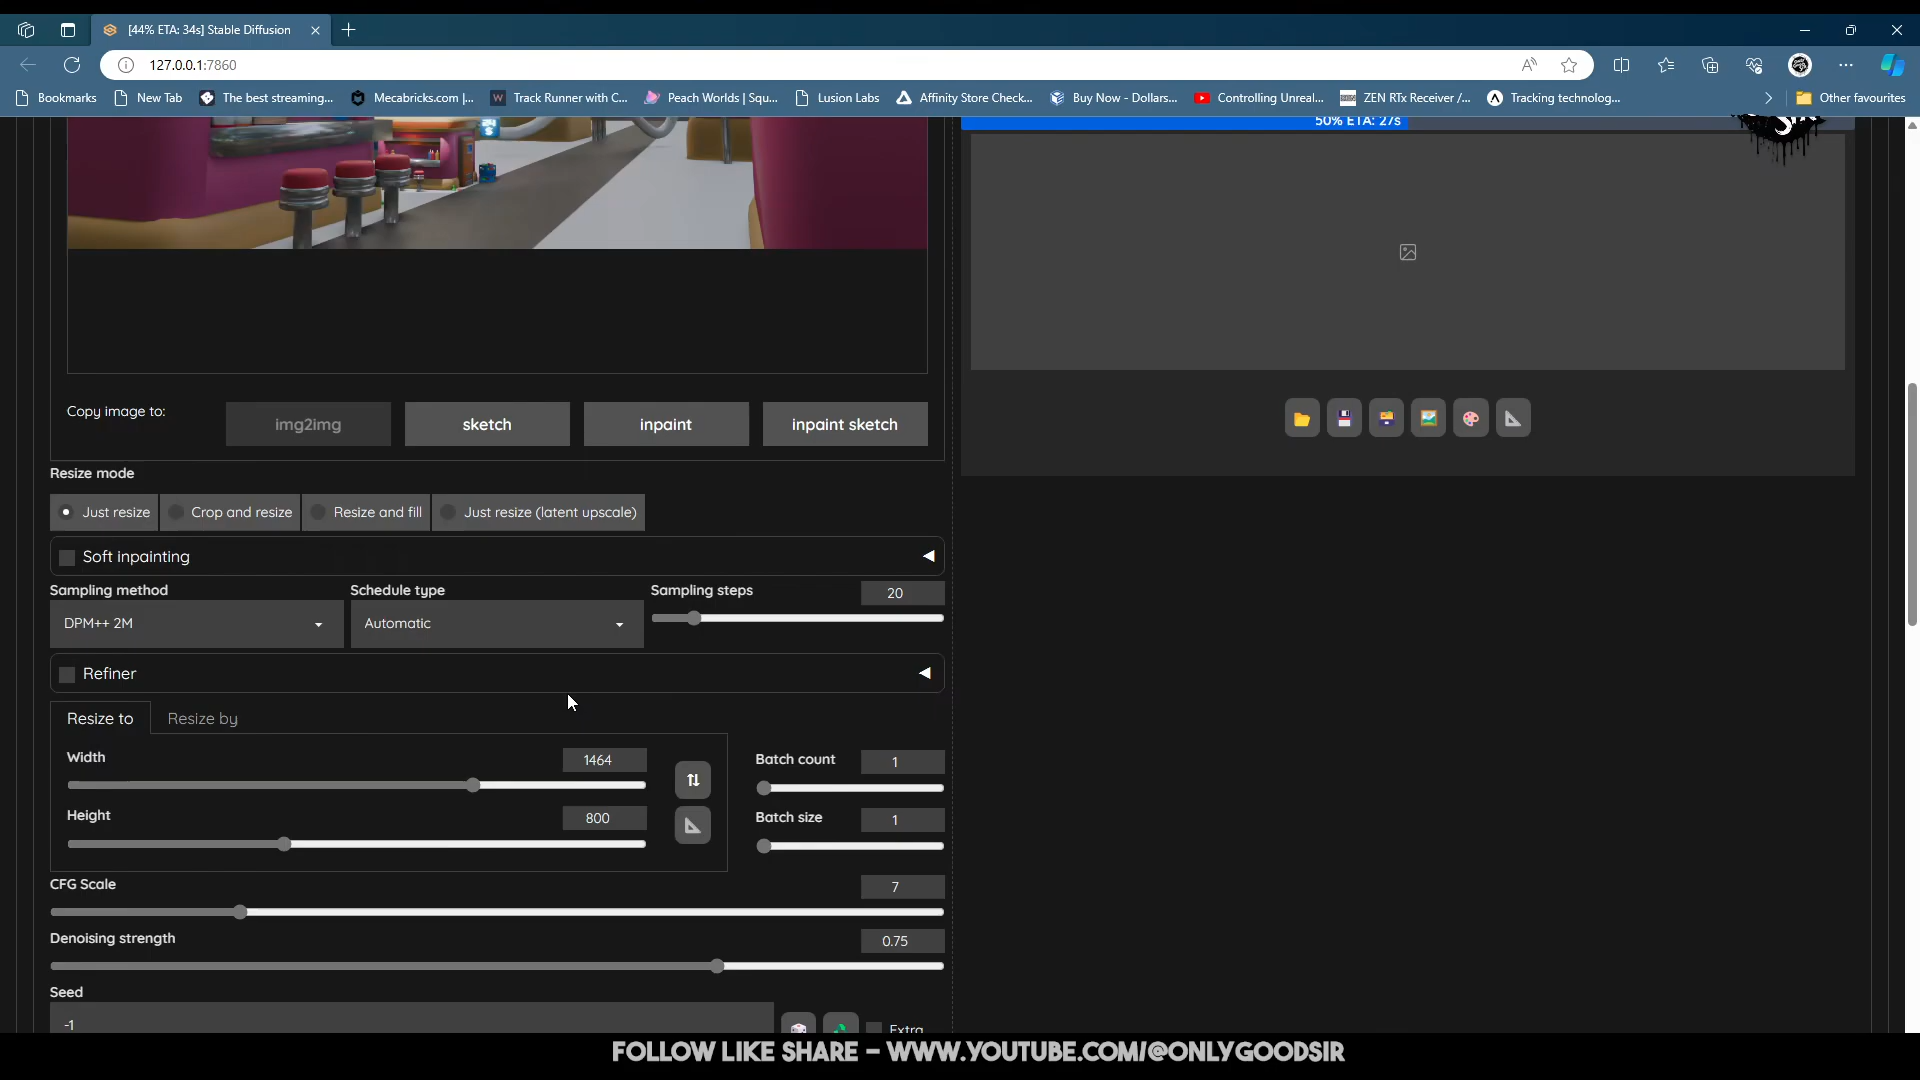 [44% ETA: 34s] Stable Diffusion
127.0.0.1:7860
Bookmarks
New Tab
The best streaming...
Mecabricks.com |...
Track Runner with C...
Peach Worlds | Squ...
Lusion Labs
Affinity Store Check...
Buy Now - Dollars...
Controlling Unreal...
ZEN RTx Receiver /...
Tracking technolog...
Other favourites
50% ETA: 27s
Copy image to:
img2img
sketch
inpaint
inpaint sketch
Resize mode
Just resize
Crop and resize
Resize and fill
Just resize (latent upscale)
Soft inpainting
Sampling method
Schedule type
Sampling steps
20
DPM++ 2M
Automatic
Refiner
Resize to
Resize by
Width
1464
Batch count
1
Height
800
Batch size
1
CFG Scale
7
Denoising strength
0.75
Seed
-1
Extra
FOLLOW LIKE SHARE – WWW.YOUTUBE.COM/@ONLYGOODSIR